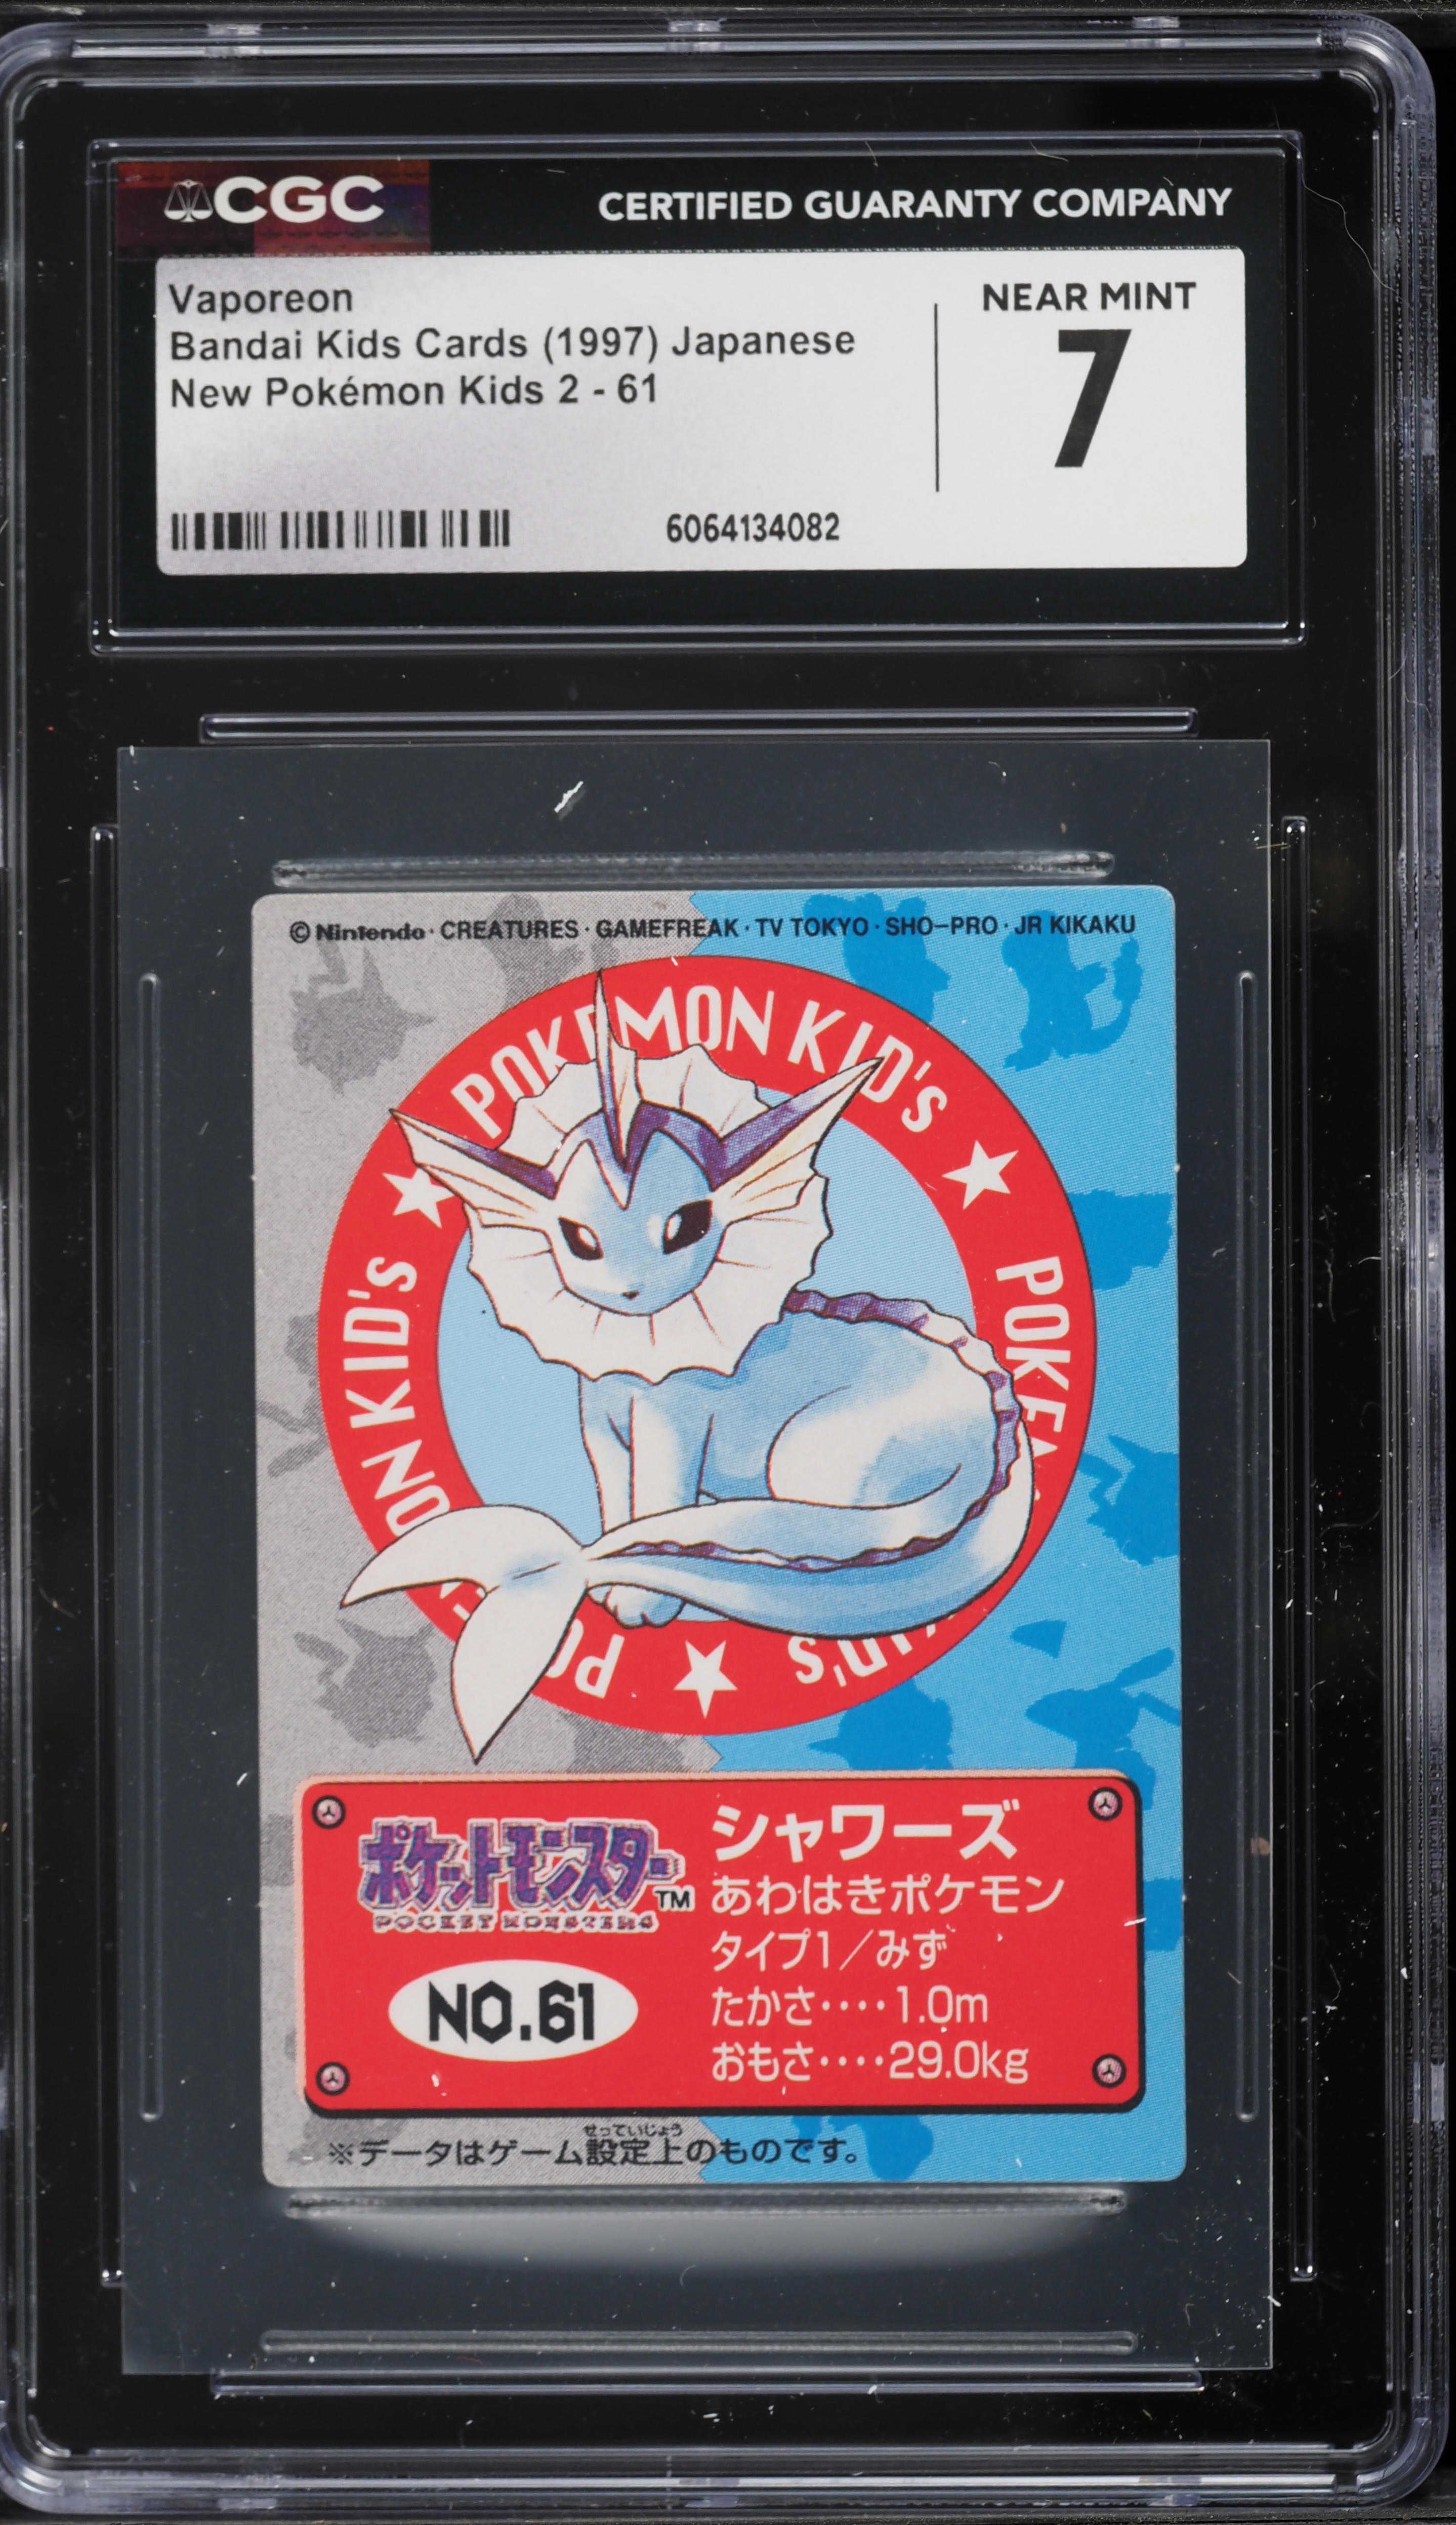 CGC
CERTIFIED GUARANTY COMPANY
Vaporeon
Bandai Kids Cards (1997) Japanese
New Pokémon Kids 2 - 61
NEAR MINT
7
6064134082
©Nintendo・CREATURES・GAMEFREAK・TV TOKYO・SHO-PRO・JR KIKAKU
POKEMON KID's ★ POKEM KID's ★ PO ON KID's ★
ポケットモンスター™
POCKET MONSTERS
NO.61
シャワーズ
あわはきポケモン
タイプ1/みず
たかさ・・・・1.0m
おもさ・・・・29.0kg
せっていじょう
※データはゲーム設定上のものです。